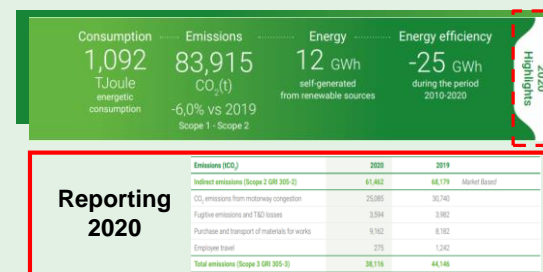 Consumption
1,092
TJoule
energetic
consumption
Emissions
83,915
CO₂(t)
-6,0% vs 2019
Scope 1 - Scope 2
Energy
12 GWh
self-generated
from renewable sources
Energy efficiency
-25 GWh
during the period
2010-2020
2020
Highlights
Reporting
2020
Emissions (tCO₂) 2020 2019
Indirect emissions (Scope 2 GRI 305-2) 61,462 68,179 Market Based
CO₂ emissions from motorway congestion 25,085 30,740
Fugitive emissions and T&D losses 3,594 3,982
Purchase and transport of materials for works 9,162 8,182
Employee travel 275 1,242
Total emissions (Scope 3 GRI 305-3) 38,116 44,146